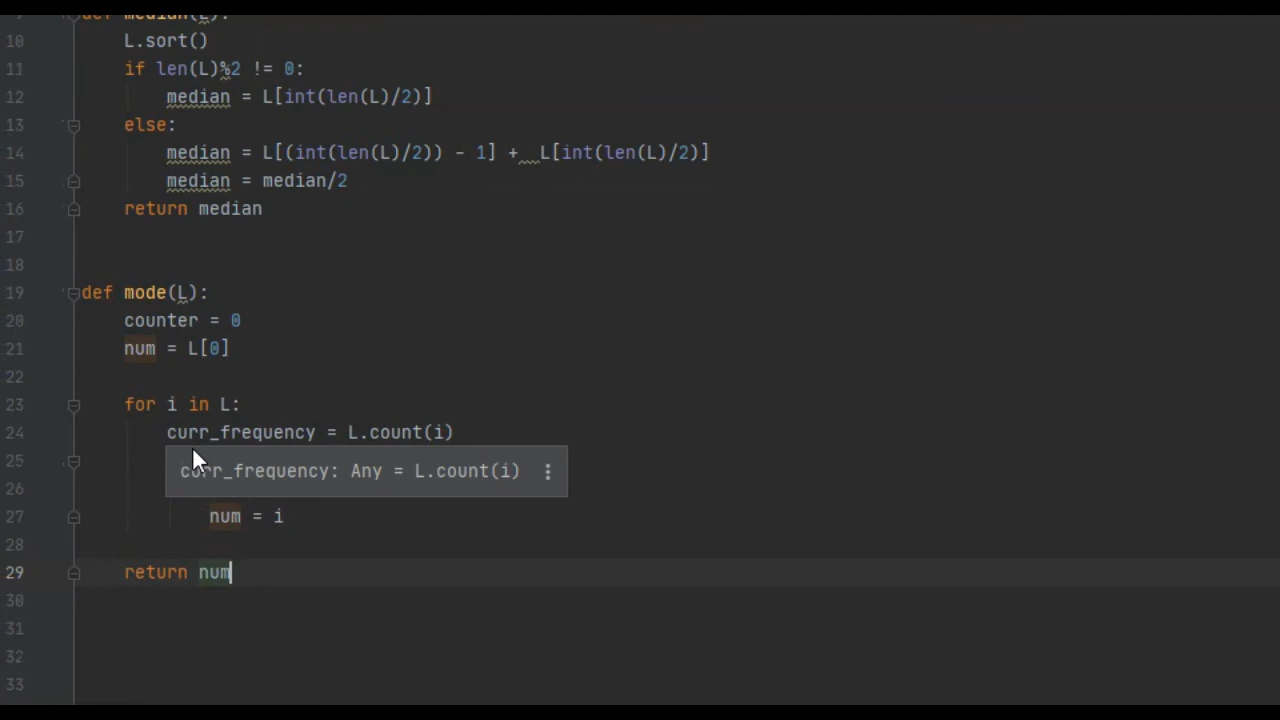 def median(L):
10 L.sort()
11 if len(L)%2 != 0:
12 median = L[int(len(L)/2)]
13 else:
14 median = L[(int(len(L)/2)) - 1] +  L[int(len(L)/2)]
15 median = median/2
16 return median
17
18
19 def mode(L):
20 counter = 0
21 num = L[0]
22
23 for i in L:
24 curr_frequency = L.count(i)
25
curr_frequency: Any = L.count(i)
26
27 num = i
28
29 return num
30
31
32
33